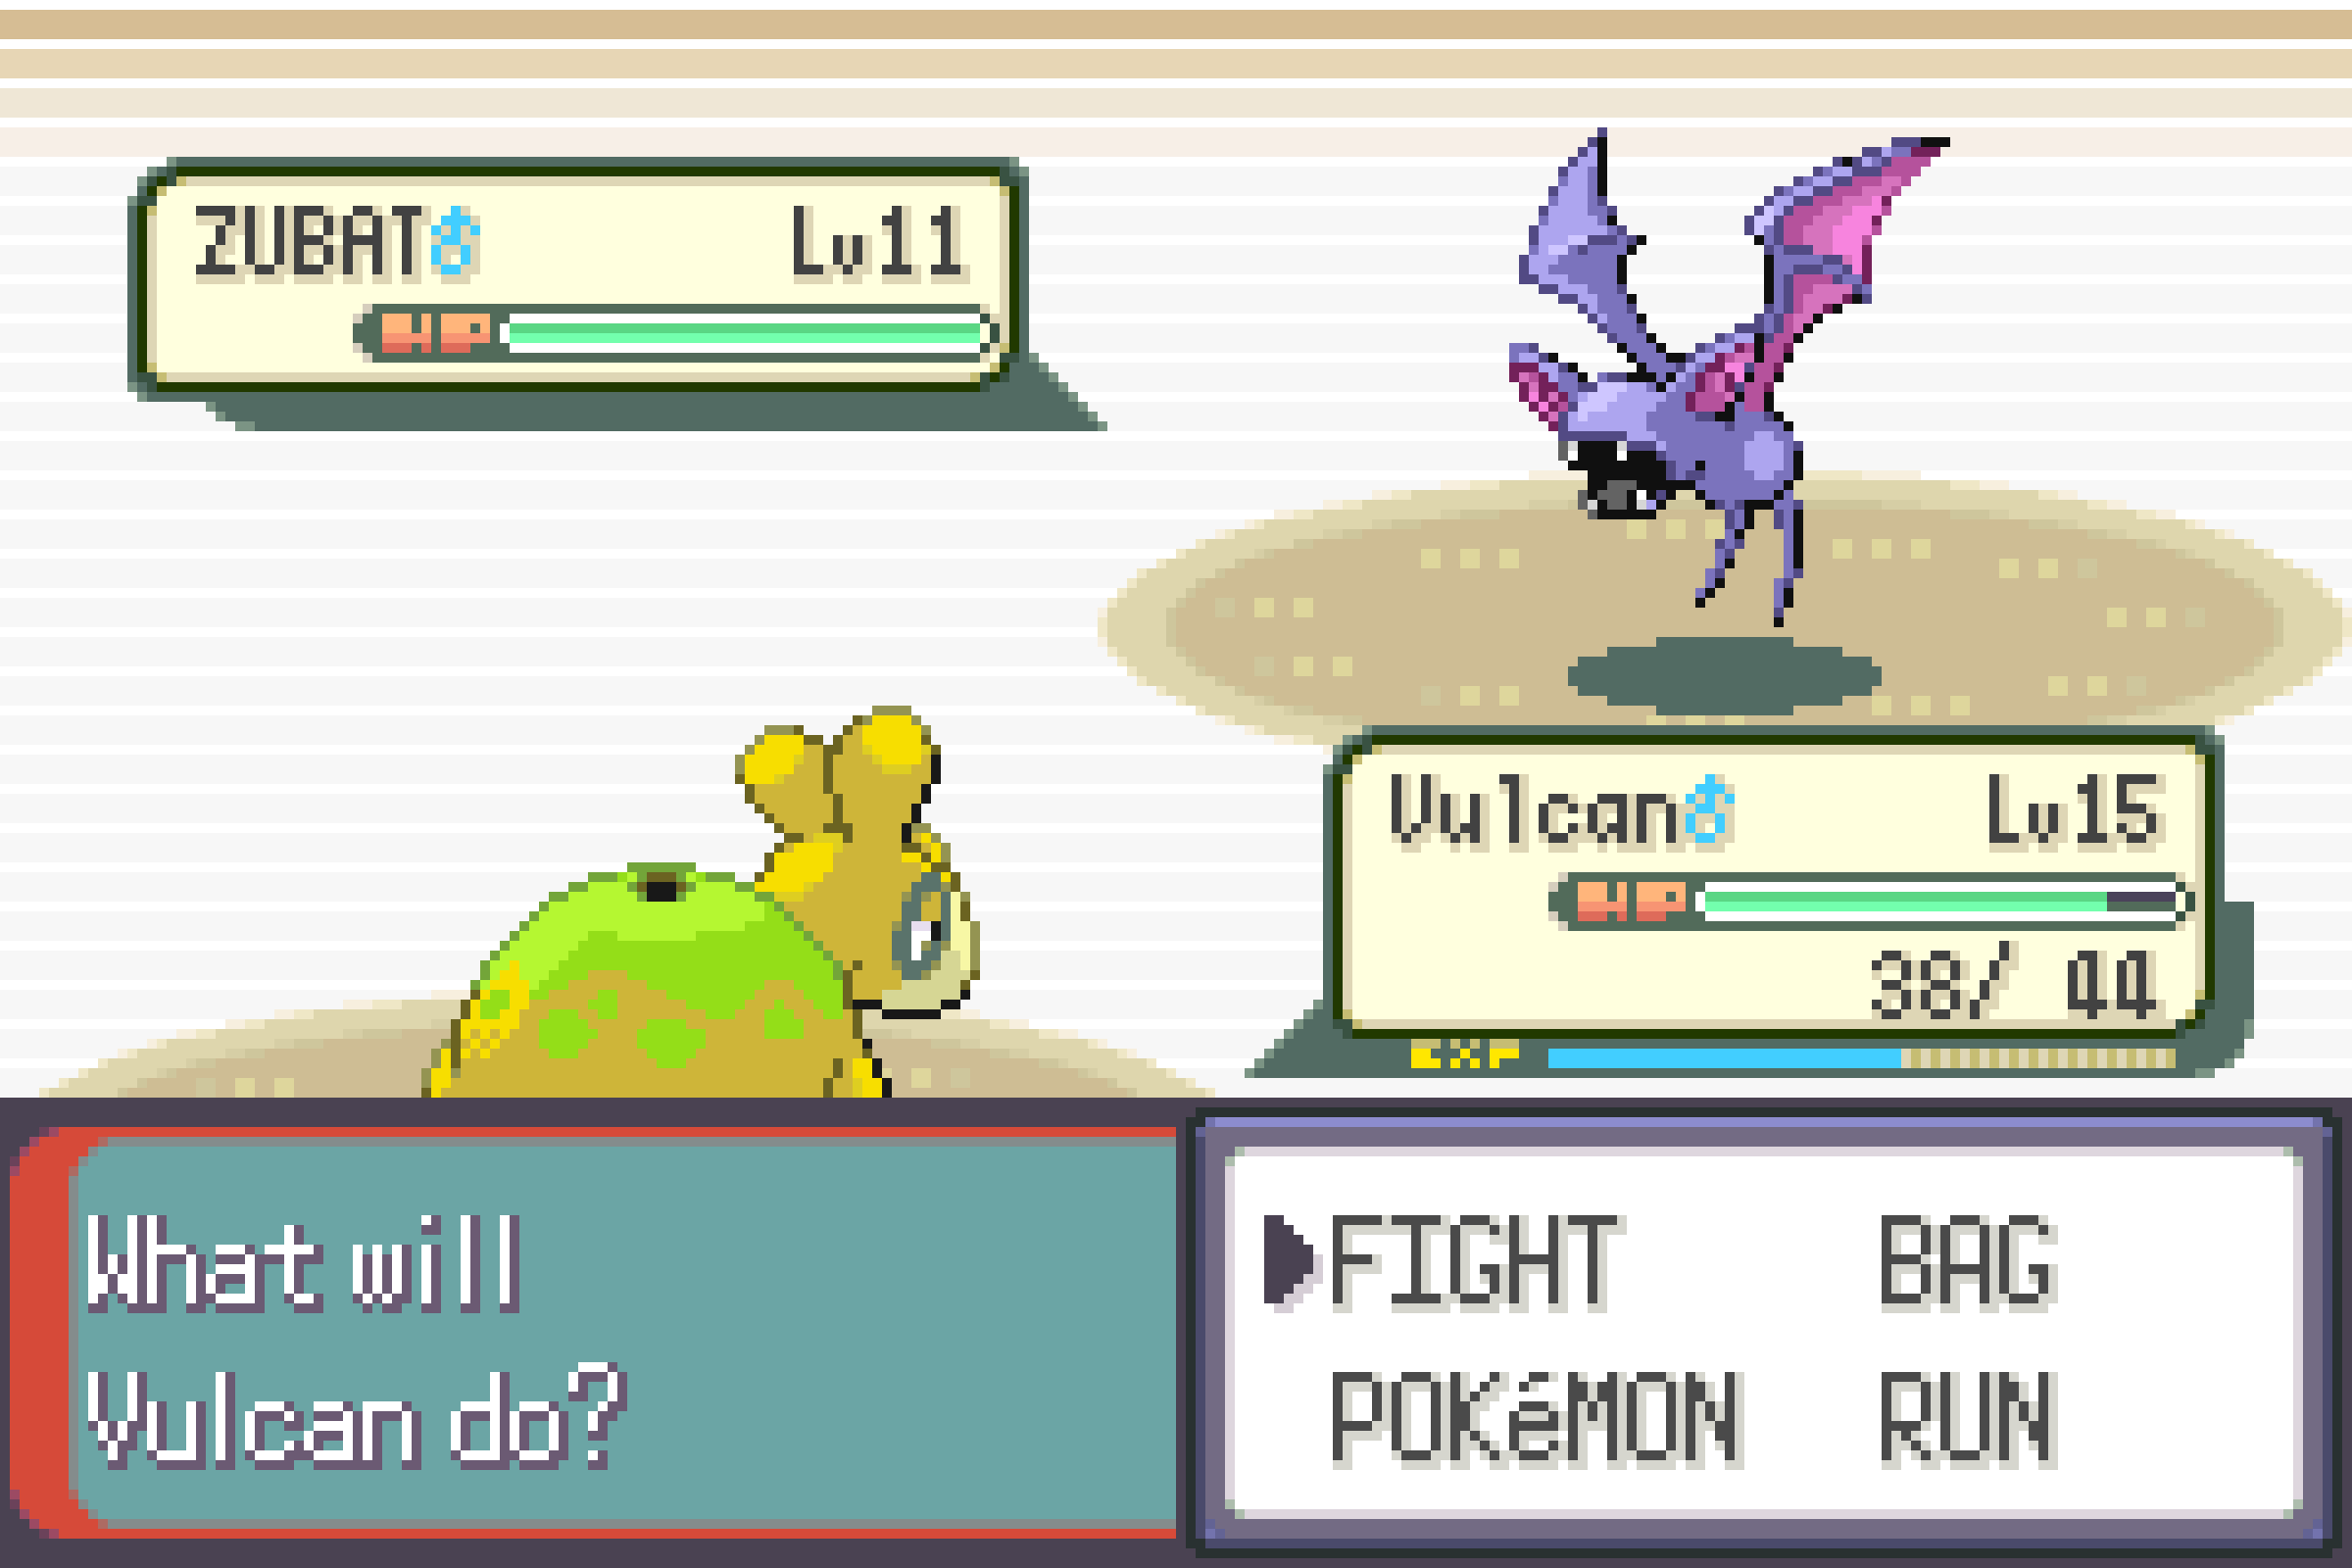 ZUBAT♂ Lv11
HP
Vulcan♂ Lv15
HP
38/ 44
EXP
What will
Vulcan do?
FIGHT BAG
POKéMON RUN